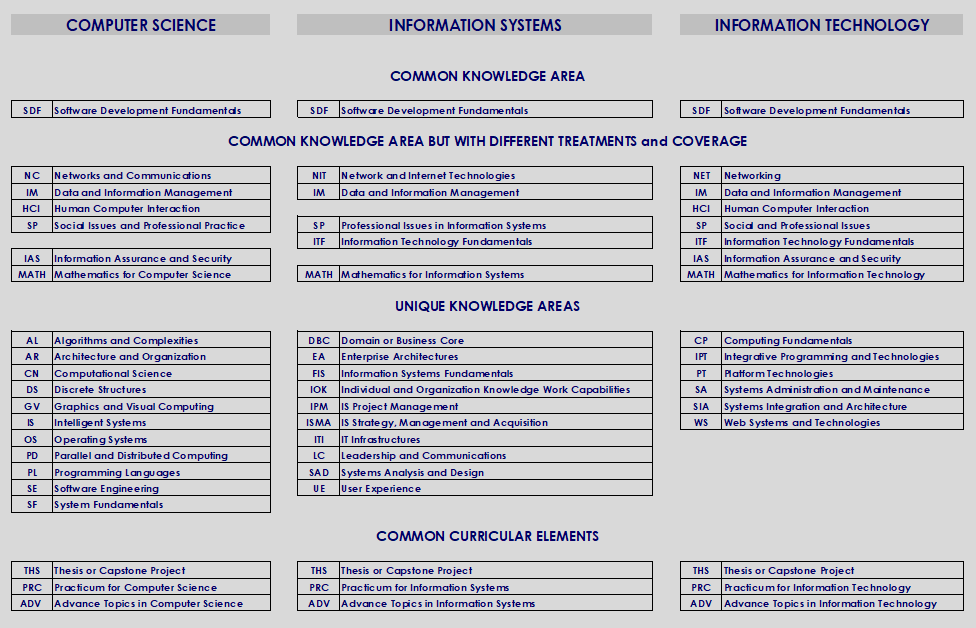 COMPUTER SCIENCE INFORMATION SYSTEMS INFORMATION TECHNOLOGY
COMMON KNOWLEDGE AREA
SDF Software Development Fundamentals SDF Software Development Fundamentals SDF Software Development Fundamentals
COMMON KNOWLEDGE AREA BUT WITH DIFFERENT TREATMENTS and COVERAGE
NC Networks and Communications NIT Network and Internet Technologies NET Networking
IM Data and Information Management IM Data and Information Management IM Data and Information Management
HCI Human Computer Interaction HCI Human Computer Interaction
SP Social Issues and Professional Practice SP Professional Issues in Information Systems SP Social and Professional Issues
ITF Information Technology Fundamentals ITF Information Technology Fundamentals
IAS Information Assurance and Security IAS Information Assurance and Security
MATH Mathematics for Computer Science MATH Mathematics for Information Systems MATH Mathematics for Information Technology
UNIQUE KNOWLEDGE AREAS
AL Algorithms and Complexities DBC Domain or Business Core CP Computing Fundamentals
AR Architecture and Organization EA Enterprise Architectures IPT Integrative Programming and Technologies
CN Computational Science FIS Information Systems Fundamentals PT Platform Technologies
DS Discrete Structures IOK Individual and Organization Knowledge Work Capabilities SA Systems Administration and Maintenance
GV Graphics and Visual Computing IPM IS Project Management SIA Systems Integration and Architecture
IS Intelligent Systems ISMA IS Strategy, Management and Acquisition WS Web Systems and Technologies
OS Operating Systems ITI IT Infrastructures
PD Parallel and Distributed Computing LC Leadership and Communications
PL Programming Languages SAD Systems Analysis and Design
SE Software Engineering UE User Experience
SF System Fundamentals
COMMON CURRICULAR ELEMENTS
THS Thesis or Capstone Project THS Thesis or Capstone Project THS Thesis or Capstone Project
PRC Practicum for Computer Science PRC Practicum for Information Systems PRC Practicum for Information Technology
ADV Advance Topics in Computer Science ADV Advance Topics in Information Systems ADV Advance Topics in Information Technology